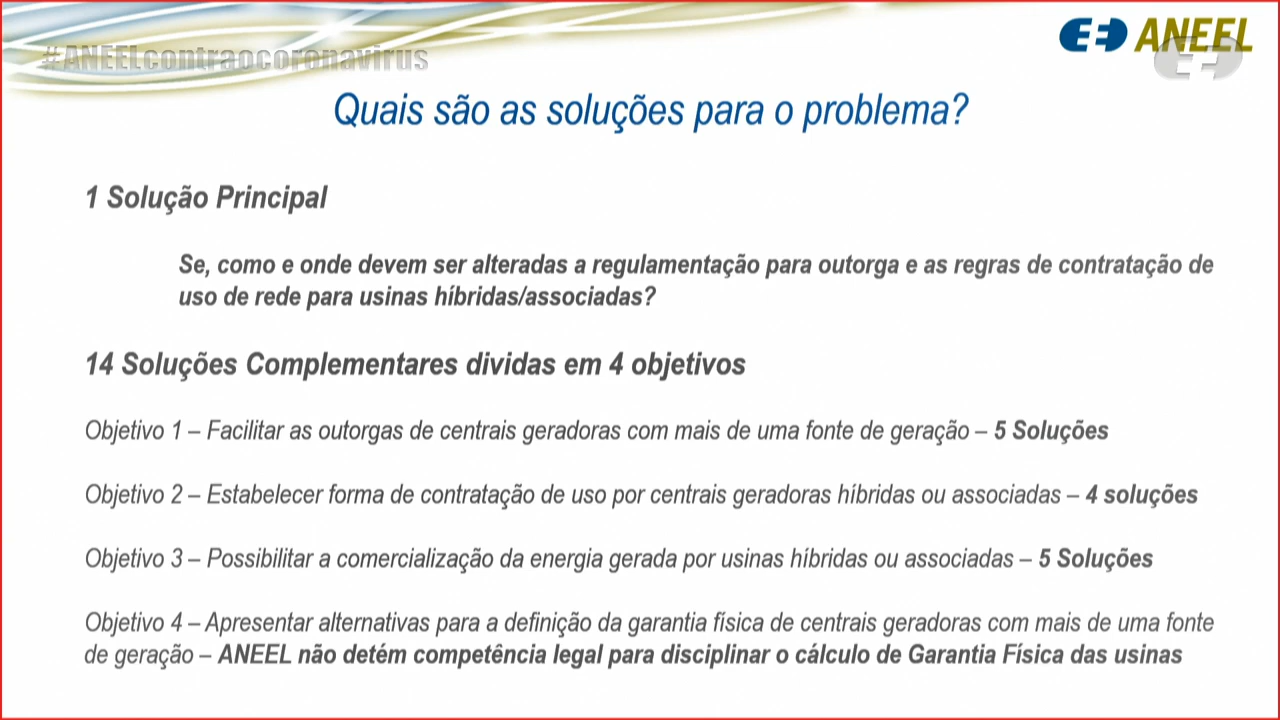 #ANEELcontraocoronavirus
ANEEL
Quais são as soluções para o problema?
1 Solução Principal
Se, como e onde devem ser alteradas a regulamentação para outorga e as regras de contratação de
uso de rede para usinas híbridas/associadas?
14 Soluções Complementares dividas em 4 objetivos
Objetivo 1 – Facilitar as outorgas de centrais geradoras com mais de uma fonte de geração – 5 Soluções
Objetivo 2 – Estabelecer forma de contratação de uso por centrais geradoras híbridas ou associadas – 4 soluções
Objetivo 3 – Possibilitar a comercialização da energia gerada por usinas híbridas ou associadas – 5 Soluções
Objetivo 4 – Apresentar alternativas para a definição da garantia física de centrais geradoras com mais de uma fonte
de geração – ANEEL não detém competência legal para disciplinar o cálculo de Garantia Física das usinas